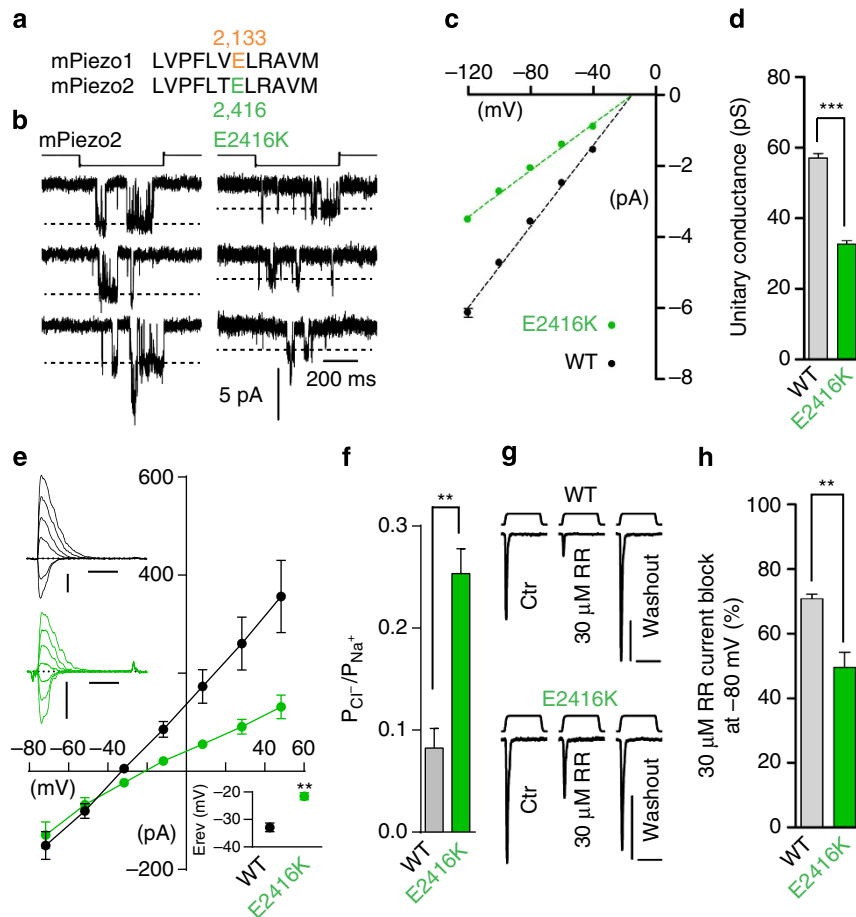 a
2,133
mPiezo1 LVPFLVELRAVM
mPiezo2 LVPFLTELRAVM
2,416
b
mPiezo2
E2416K
200 ms
5 pA
c
−120 −80 −40 0
(mV)
0
−2
(pA)
−4
−6
−8
E2416K
WT
d
Unitary conductance (pS)
80
60
40
20
0
***
WT
E2416K
e
600
400
−80 −60 −40 −20 40 60
(mV)
(pA)
−200
Erev (mV)
−20
−30
−40
**
WT
E2416K
f
PCl−/PNa+
0.3
0.2
0.1
0.0
**
WT
E2416K
g
WT
Ctr
30 µM RR
Washout
E2416K
Ctr
30 µM RR
Washout
h
30 µM RR current block
at −80 mV (%)
100
80
60
40
20
0
**
WT
E2416K